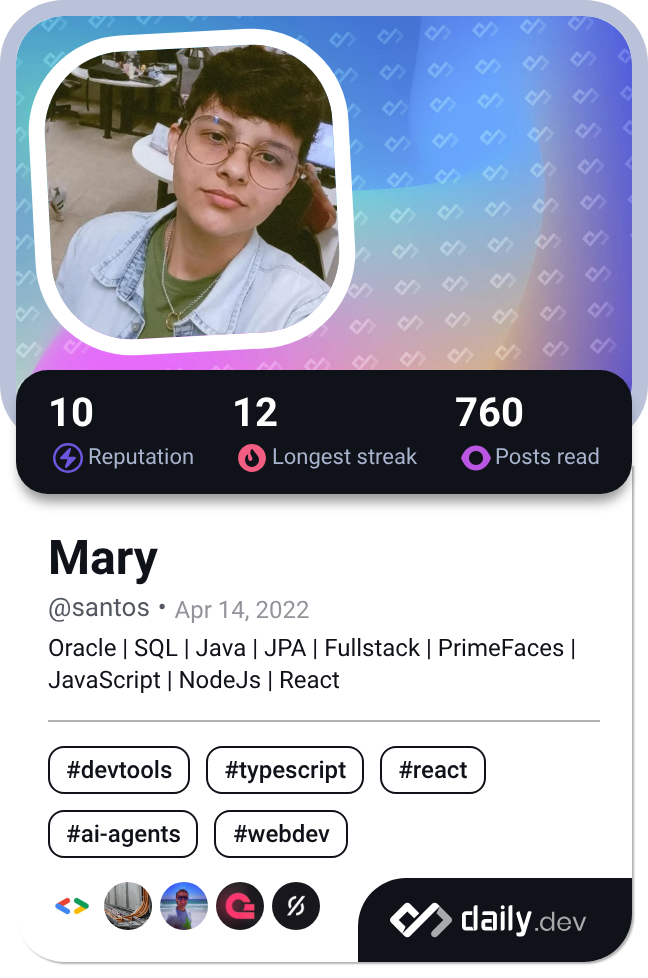 10 12 760
Reputation Longest streak Posts read
Mary
@santos • Apr 14, 2022
Oracle | SQL | Java | JPA | Fullstack | PrimeFaces |
JavaScript | NodeJs | React
#devtools #typescript #react
#ai-agents #webdev
daily.dev